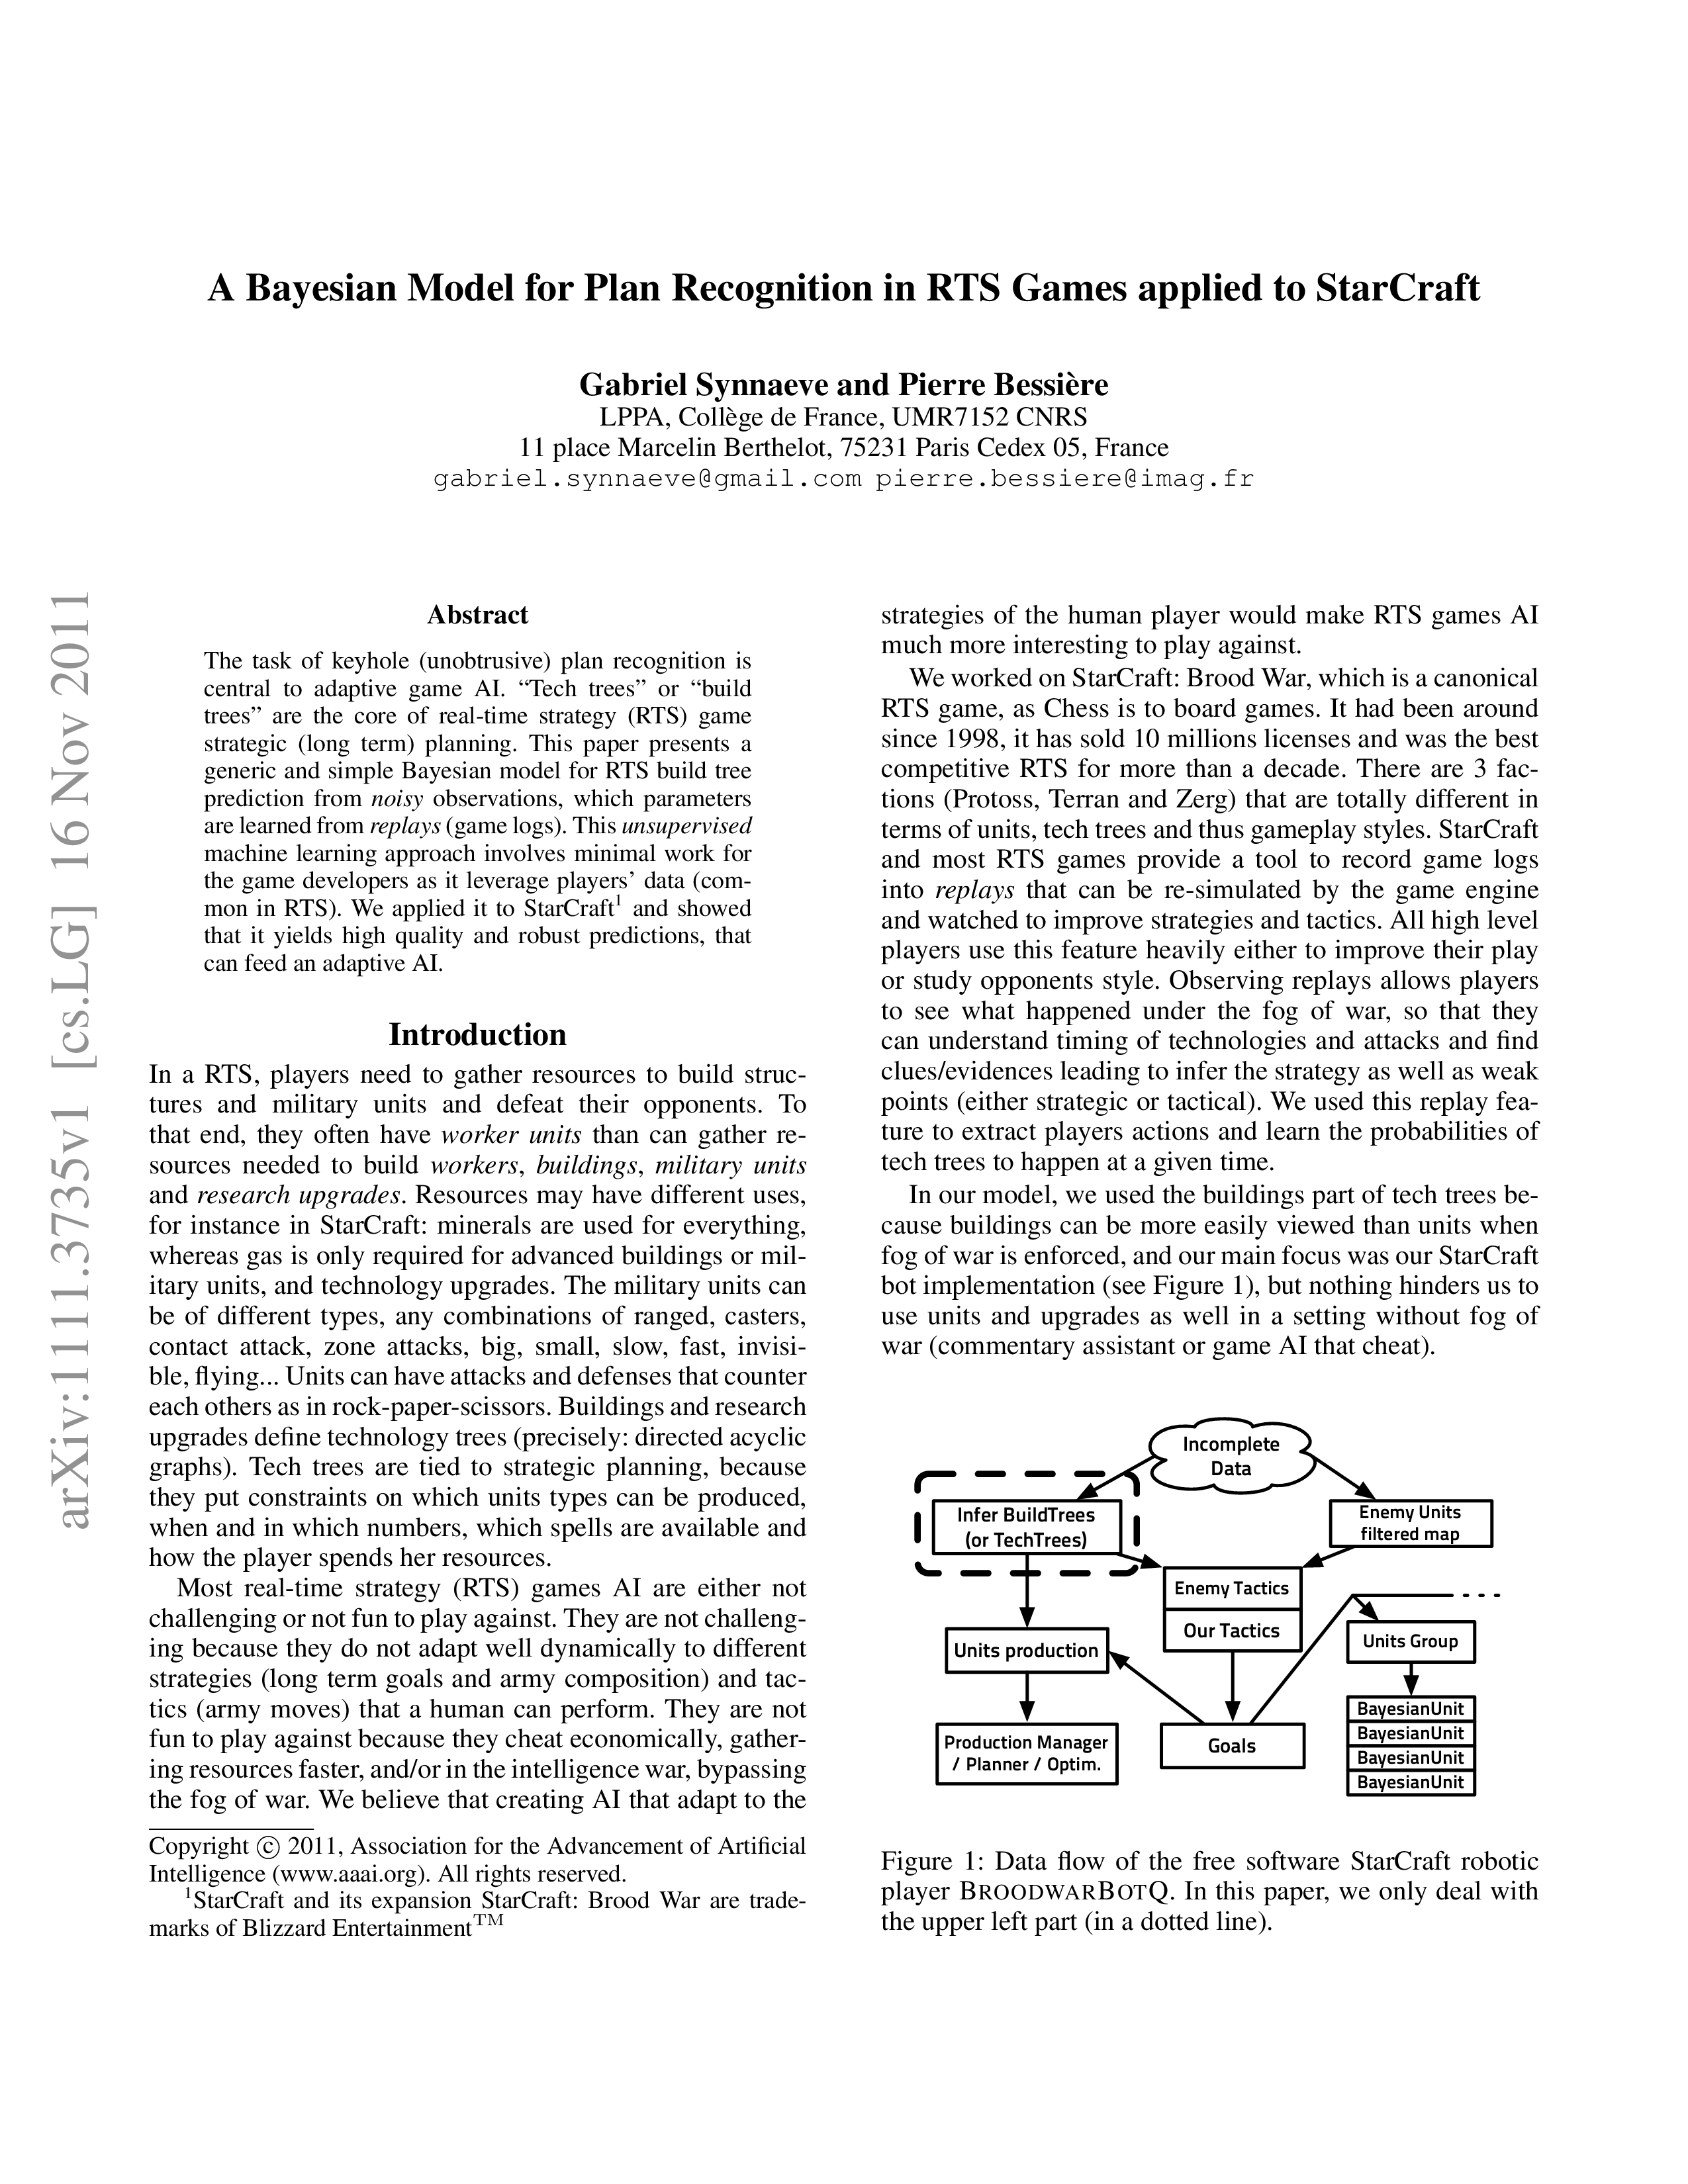 A Bayesian Model for Plan Recognition in RTS Games applied to StarCraft
Gabriel Synnaeve and Pierre Bessière
LPPA, Collège de France, UMR7152 CNRS
11 place Marcelin Berthelot, 75231 Paris Cedex 05, France
gabriel.synnaeve@gmail.com pierre.bessiere@imag.fr
arXiv:1111.3735v1 [cs.LG] 16 Nov 2011
Abstract
The task of keyhole (unobtrusive) plan recognition is
central to adaptive game AI. “Tech trees” or “build
trees” are the core of real-time strategy (RTS) game
strategic (long term) planning. This paper presents a
generic and simple Bayesian model for RTS build tree
prediction from noisy observations, which parameters
are learned from replays (game logs). This unsupervised
machine learning approach involves minimal work for
the game developers as it leverage players’ data (com-
mon in RTS). We applied it to StarCraft¹ and showed
that it yields high quality and robust predictions, that
can feed an adaptive AI.
Introduction
In a RTS, players need to gather resources to build struc-
tures and military units and defeat their opponents. To
that end, they often have worker units than can gather re-
sources needed to build workers, buildings, military units
and research upgrades. Resources may have different uses,
for instance in StarCraft: minerals are used for everything,
whereas gas is only required for advanced buildings or mil-
itary units, and technology upgrades. The military units can
be of different types, any combinations of ranged, casters,
contact attack, zone attacks, big, small, slow, fast, invisi-
ble, flying... Units can have attacks and defenses that counter
each others as in rock-paper-scissors. Buildings and research
upgrades define technology trees (precisely: directed acyclic
graphs). Tech trees are tied to strategic planning, because
they put constraints on which units types can be produced,
when and in which numbers, which spells are available and
how the player spends her resources.
Most real-time strategy (RTS) games AI are either not
challenging or not fun to play against. They are not challeng-
ing because they do not adapt well dynamically to different
strategies (long term goals and army composition) and tac-
tics (army moves) that a human can perform. They are not
fun to play against because they cheat economically, gather-
ing resources faster, and/or in the intelligence war, bypassing
the fog of war. We believe that creating AI that adapt to the
Copyright © 2011, Association for the Advancement of Artificial
Intelligence (www.aaai.org). All rights reserved.
¹StarCraft and its expansion StarCraft: Brood War are trade-
marks of Blizzard Entertainment™
strategies of the human player would make RTS games AI
much more interesting to play against.
We worked on StarCraft: Brood War, which is a canonical
RTS game, as Chess is to board games. It had been around
since 1998, it has sold 10 millions licenses and was the best
competitive RTS for more than a decade. There are 3 fac-
tions (Protoss, Terran and Zerg) that are totally different in
terms of units, tech trees and thus gameplay styles. StarCraft
and most RTS games provide a tool to record game logs
into replays that can be re-simulated by the game engine
and watched to improve strategies and tactics. All high level
players use this feature heavily either to improve their play
or study opponents style. Observing replays allows players
to see what happened under the fog of war, so that they
can understand timing of technologies and attacks and find
clues/evidences leading to infer the strategy as well as weak
points (either strategic or tactical). We used this replay fea-
ture to extract players actions and learn the probabilities of
tech trees to happen at a given time.
In our model, we used the buildings part of tech trees be-
cause buildings can be more easily viewed than units when
fog of war is enforced, and our main focus was our StarCraft
bot implementation (see Figure 1), but nothing hinders us to
use units and upgrades as well in a setting without fog of
war (commentary assistant or game AI that cheat).
Incomplete
Data
Infer BuildTrees
(or TechTrees)
Enemy Units
filtered map
Enemy Tactics
Our Tactics
Units production
Units Group
Production Manager
/ Planner / Optim.
Goals
BayesianUnit
BayesianUnit
BayesianUnit
BayesianUnit
Figure 1: Data flow of the free software StarCraft robotic
player BROODWARBOTQ. In this paper, we only deal with
the upper left part (in a dotted line).